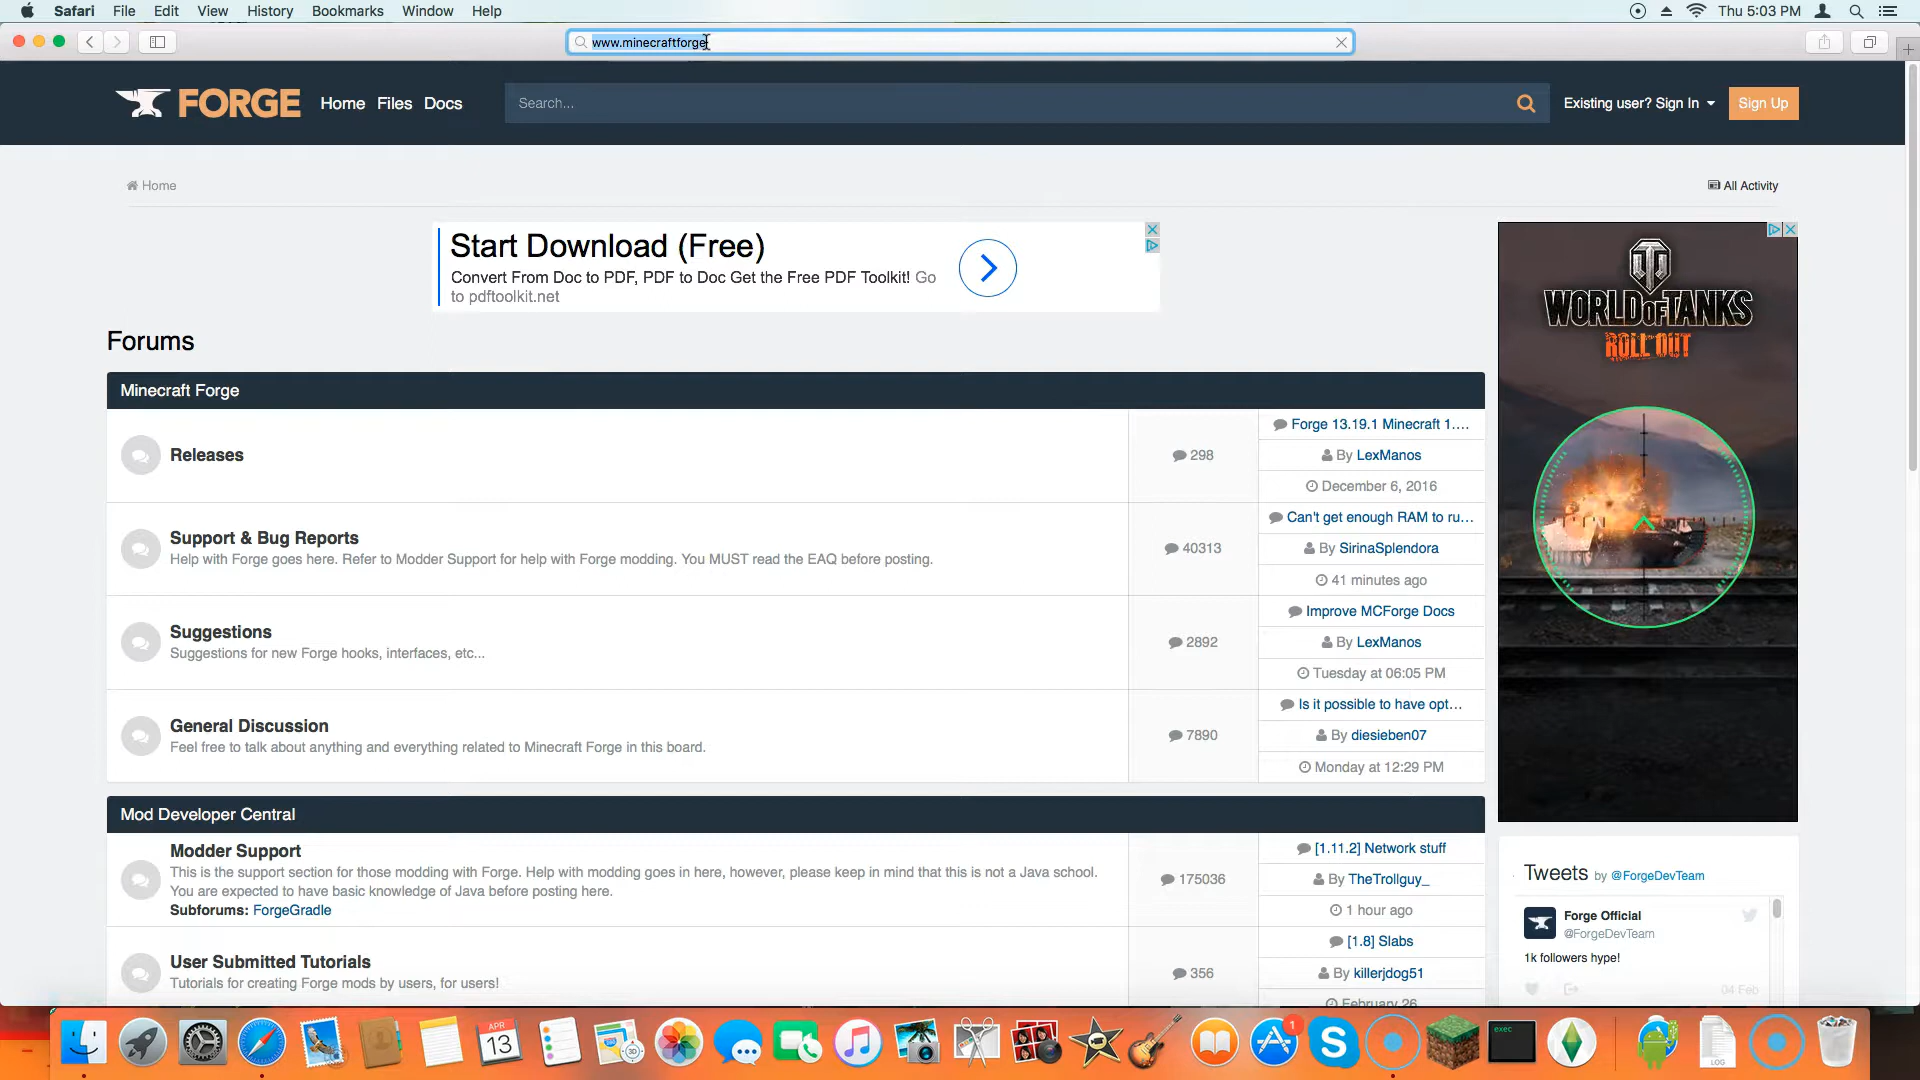 Safari File Edit View History Bookmarks Window Help Thu 5:03 PM
www.minecraftforge
FORGE Home Files Docs Search... Existing user? Sign In Sign Up
Home All Activity
Start Download (Free)
Convert From Doc to PDF, PDF to Doc Get the Free PDF Toolkit! Go
to pdftoolkit.net
WORLD OF TANKS
ROLL OUT
Forums
Minecraft Forge
Releases
298
Forge 13.19.1 Minecraft 1....
By LexManos
December 6, 2016
Support & Bug Reports
Help with Forge goes here. Refer to Modder Support for help with Forge modding. You MUST read the EAQ before posting.
40313
Can't get enough RAM to ru...
By SirinaSplendora
41 minutes ago
Suggestions
Suggestions for new Forge hooks, interfaces, etc...
2892
Improve MCForge Docs
By LexManos
Tuesday at 06:05 PM
General Discussion
Feel free to talk about anything and everything related to Minecraft Forge in this board.
7890
Is it possible to have opt...
By diesieben07
Monday at 12:29 PM
Mod Developer Central
Modder Support
This is the support section for those modding with Forge. Help with modding goes in here, however, please keep in mind that this is not a Java school.
You are expected to have basic knowledge of Java before posting here.
Subforums: ForgeGradle
175036
[1.11.2] Network stuff
By TheTrollguy_
1 hour ago
User Submitted Tutorials
Tutorials for creating Forge mods by users, for users!
356
[1.8] Slabs
By killerjdog51
February 26
Tweets by @ForgeDevTeam
Forge Official
@ForgeDevTeam
1k followers hype!
04 Feb
APR
13
3D
1
exec
LOG